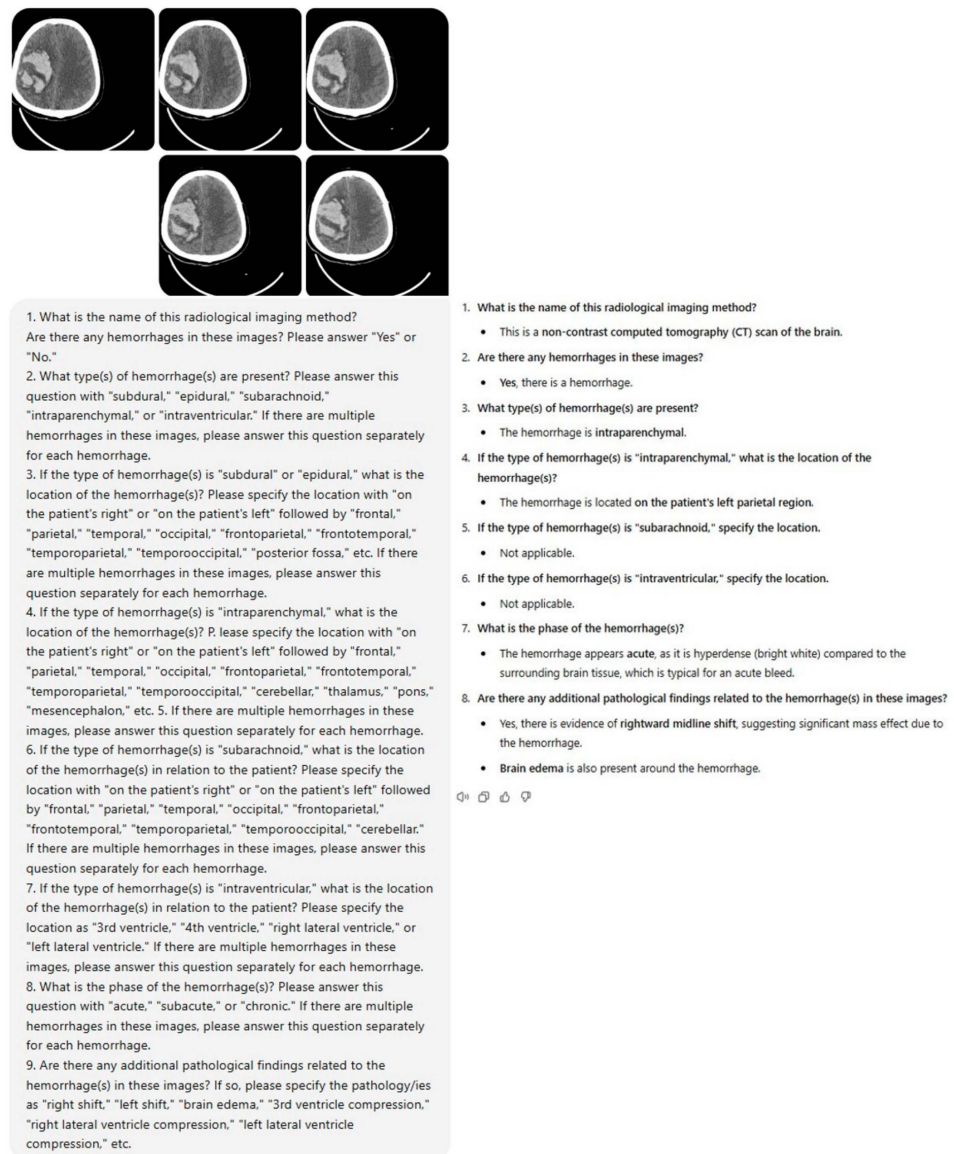 1. What is the name of this radiological imaging method?
Are there any hemorrhages in these images? Please answer "Yes" or
"No."
2. What type(s) of hemorrhage(s) are present? Please answer this
question with "subdural," "epidural," "subarachnoid,"
"intraparenchymal," or "intraventricular." If there are multiple
hemorrhages in these images, please answer this question separately
for each hemorrhage.
3. If the type of hemorrhage(s) is "subdural" or "epidural," what is the
location of the hemorrhage(s)? Please specify the location with "on
the patient's right" or "on the patient's left" followed by "frontal,"
"parietal," "temporal," "occipital," "frontoparietal," "frontotemporal,"
"temporoparietal," "temporooccipital," "posterior fossa," etc. If there
are multiple hemorrhages in these images, please answer this
question separately for each hemorrhage.
4. If the type of hemorrhage(s) is "intraparenchymal," what is the
location of the hemorrhage(s)? P. lease specify the location with "on
the patient's right" or "on the patient's left" followed by "frontal,"
"parietal," "temporal," "occipital," "frontoparietal," "frontotemporal,"
"temporoparietal," "temporooccipital," "cerebellar," "thalamus," "pons,"
"mesencephalon," etc. 5. If there are multiple hemorrhages in these
images, please answer this question separately for each hemorrhage.
6. If the type of hemorrhage(s) is "subarachnoid," what is the location
of the hemorrhage(s) in relation to the patient? Please specify the
location with "on the patient's right" or "on the patient's left" followed
by "frontal," "parietal," "temporal," "occipital," "frontoparietal,"
"frontotemporal," "temporoparietal," "temporooccipital," "cerebellar."
If there are multiple hemorrhages in these images, please answer this
question separately for each hemorrhage.
7. If the type of hemorrhage(s) is "intraventricular," what is the location
of the hemorrhage(s) in relation to the patient? Please specify the
location as "3rd ventricle," "4th ventricle," "right lateral ventricle," or
"left lateral ventricle." If there are multiple hemorrhages in these
images, please answer this question separately for each hemorrhage.
8. What is the phase of the hemorrhage(s)? Please answer this
question with "acute," "subacute," or "chronic." If there are multiple
hemorrhages in these images, please answer this question separately
for each hemorrhage.
9. Are there any additional pathological findings related to the
hemorrhage(s) in these images? If so, please specify the pathology/ies
as "right shift," "left shift," "brain edema," "3rd ventricle compression,"
"right lateral ventricle compression," "left lateral ventricle
compression," etc.
1. What is the name of this radiological imaging method?
• This is a non-contrast computed tomography (CT) scan of the brain.
2. Are there any hemorrhages in these images?
• Yes, there is a hemorrhage.
3. What type(s) of hemorrhage(s) are present?
• The hemorrhage is intraparenchymal.
4. If the type of hemorrhage(s) is "intraparenchymal," what is the location of the
hemorrhage(s)?
• The hemorrhage is located on the patient's left parietal region.
5. If the type of hemorrhage(s) is "subarachnoid," specify the location.
• Not applicable.
6. If the type of hemorrhage(s) is "intraventricular," specify the location.
• Not applicable.
7. What is the phase of the hemorrhage(s)?
• The hemorrhage appears acute, as it is hyperdense (bright white) compared to the
surrounding brain tissue, which is typical for an acute bleed.
8. Are there any additional pathological findings related to the hemorrhage(s) in these images?
• Yes, there is evidence of rightward midline shift, suggesting significant mass effect due to
the hemorrhage.
• Brain edema is also present around the hemorrhage.